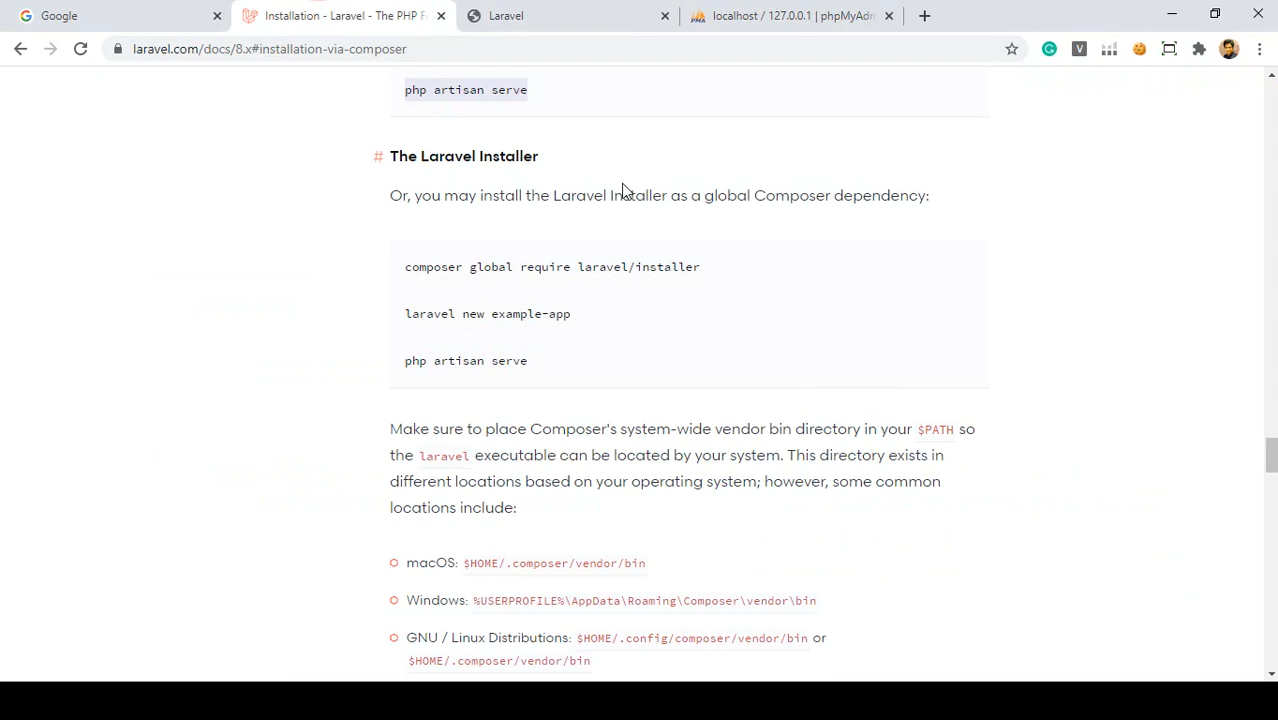 Google
Installation - Laravel - The PHP F
Laravel
localhost / 127.0.0.1 | phpMyAdm
laravel.com/docs/8.x#installation-via-composer
php artisan serve
# The Laravel Installer
Or, you may install the Laravel Installer as a global Composer dependency:
composer global require laravel/installer
laravel new example-app
php artisan serve
Make sure to place Composer's system-wide vendor bin directory in your $PATH so
the laravel executable can be located by your system. This directory exists in
different locations based on your operating system; however, some common
locations include:
macOS: $HOME/.composer/vendor/bin
Windows: %USERPROFILE%\AppData\Roaming\Composer\vendor\bin
GNU / Linux Distributions: $HOME/.config/composer/vendor/bin or
$HOME/.composer/vendor/bin